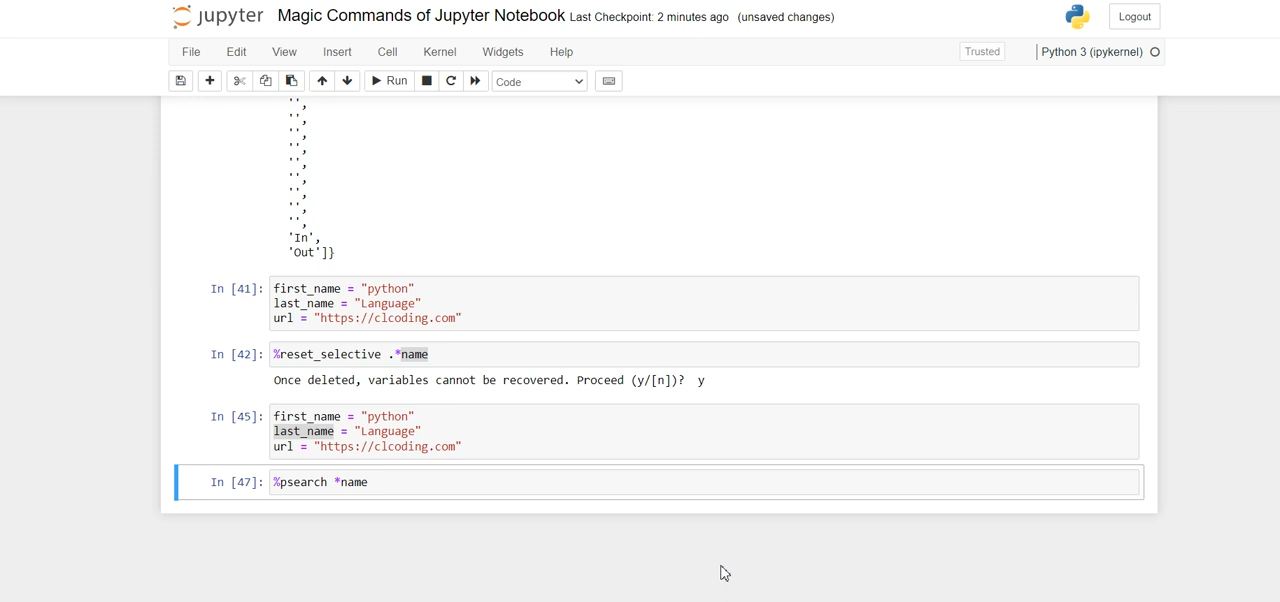 jupyter Magic Commands of Jupyter Notebook Last Checkpoint: 2 minutes ago (unsaved changes) Logout
File Edit View Insert Cell Kernel Widgets Help Trusted Python 3 (ipykernel)
Run Code
'',
'',
'',
'',
'',
'',
'',
'',
'',
'In',
'Out']}
In [41]: first_name = "python"
last_name = "Language"
url = "https://clcoding.com"
In [42]: %reset_selective .*name
Once deleted, variables cannot be recovered. Proceed (y/[n])? y
In [45]: first_name = "python"
last_name = "Language"
url = "https://clcoding.com"
In [47]: %psearch *name